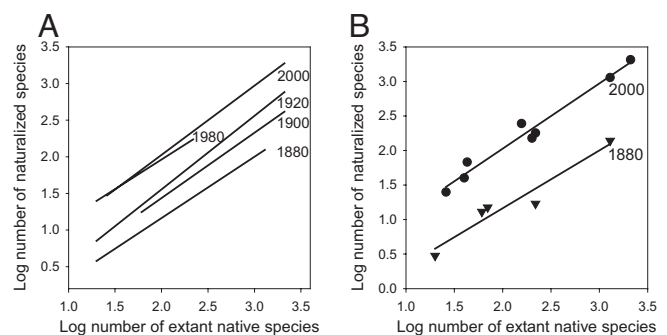 A
B
Log number of naturalized species
3.5
3.0
2.5
2.0
1.5
1.0
0.5
2000
1920
1980
1900
1880
1.0 1.5 2.0 2.5 3.0 3.5
Log number of extant native species
Log number of naturalized species
3.5
3.0
2.5
2.0
1.5
1.0
0.5
0.0
2000
1880
1.0 1.5 2.0 2.5 3.0 3.5
Log number of extant native species